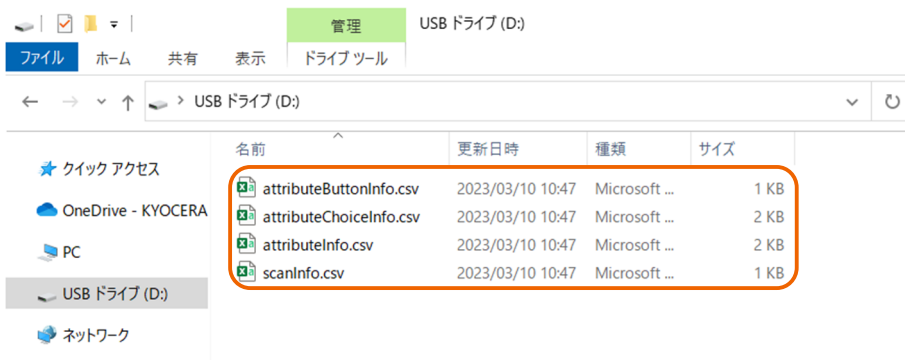 管理
USB ドライブ (D:)
ファイル
ホーム
共有
表示
ドライブ ツール
USB ドライブ (D:)
名前
更新日時
種類
サイズ
クイック アクセス
OneDrive - KYOCERA
PC
USB ドライブ (D:)
ネットワーク
attributeButtonInfo.csv 2023/03/10 10:47 Microsoft ... 1 KB
attributeChoiceInfo.csv 2023/03/10 10:47 Microsoft ... 2 KB
attributeInfo.csv 2023/03/10 10:47 Microsoft ... 2 KB
scanInfo.csv 2023/03/10 10:47 Microsoft ... 1 KB